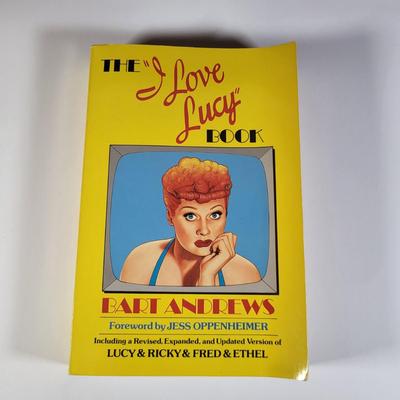 THE "I Love
Lucy"
BOOK
BART ANDREWS
Foreword by JESS OPPENHEIMER
Including a Revised, Expanded, and Updated Version of
LUCY & RICKY & FRED & ETHEL